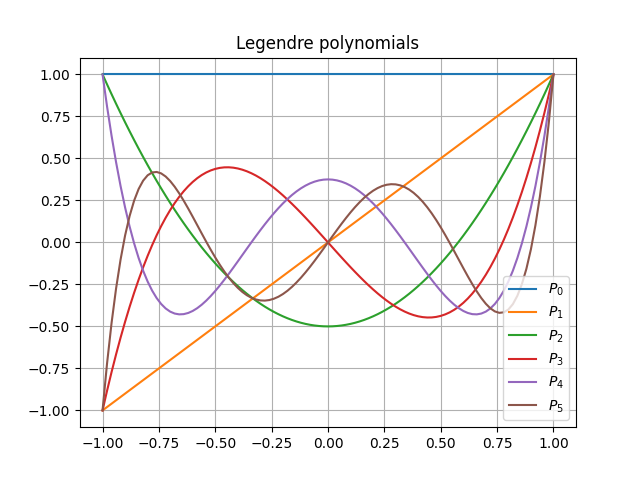 Legendre polynomials
1.00
0.75
0.50
0.25
0.00
−0.25
−0.50
−0.75
−1.00
−1.00 −0.75 −0.50 −0.25 0.00 0.25 0.50 0.75 1.00
P₀
P₁
P₂
P₃
P₄
P₅